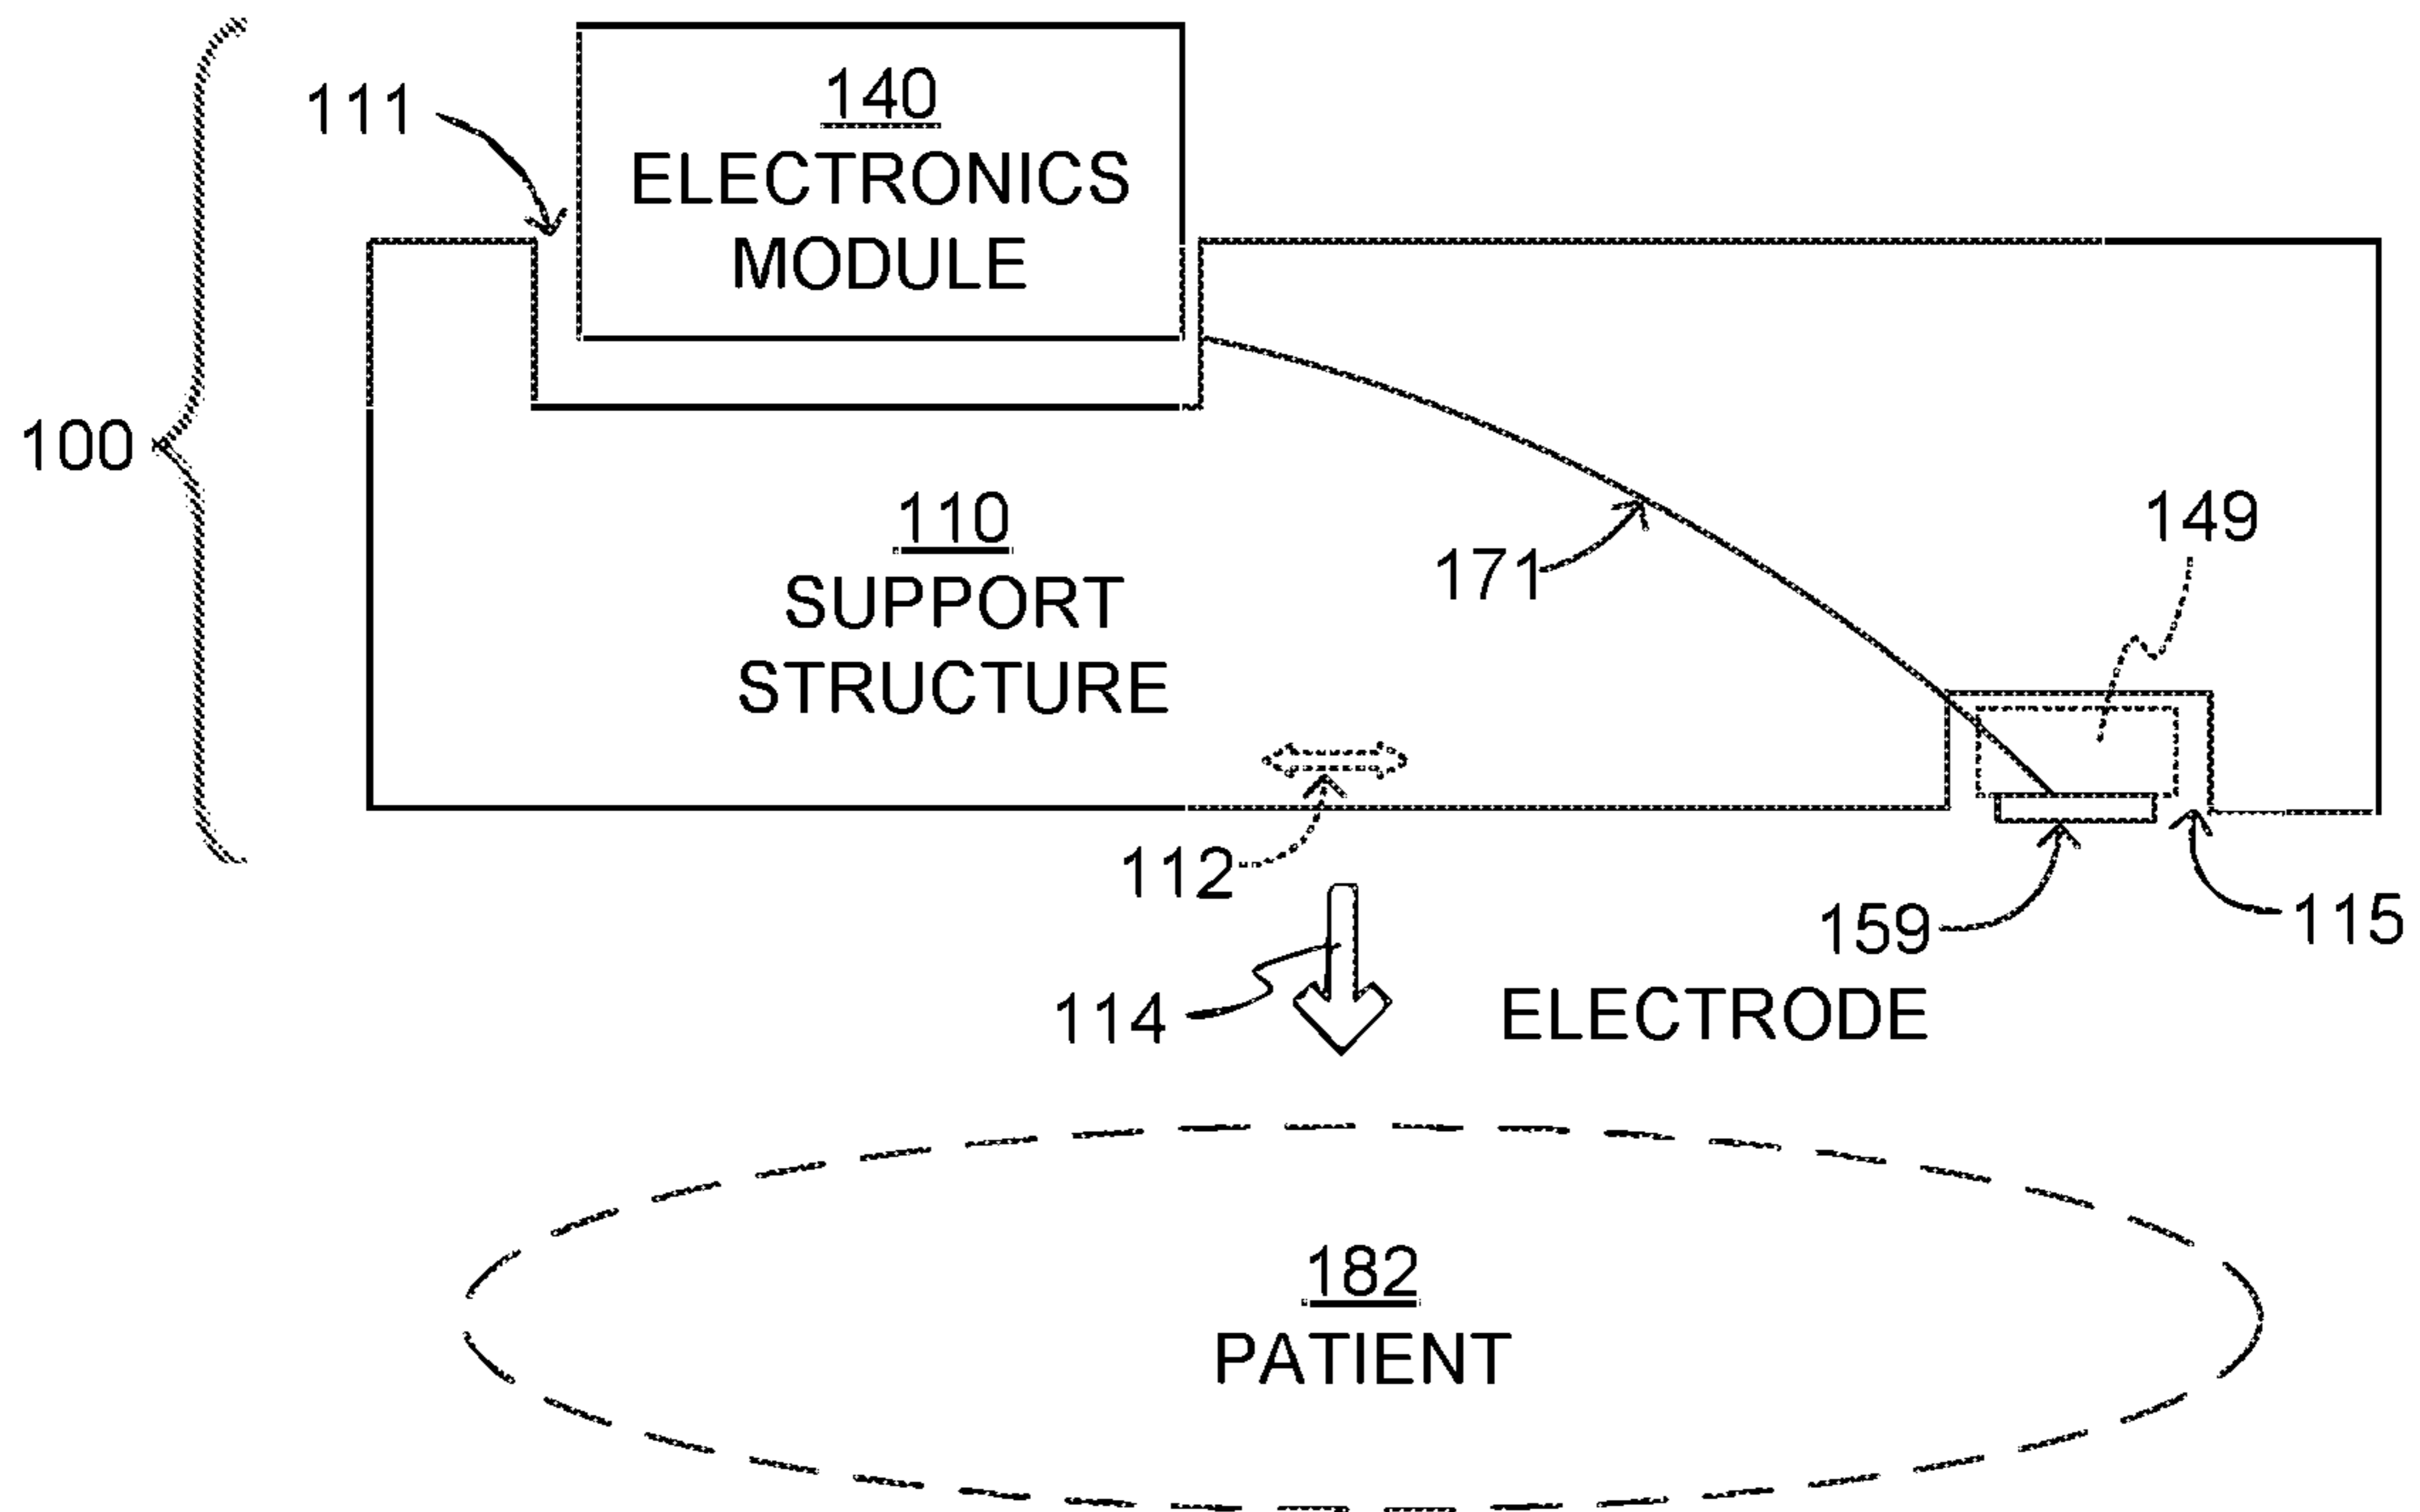 140
111
ELECTRONICS
MODULE
100
110
149
171
SUPPORT
STRUCTURE
112
159
115
114
ELECTRODE
182
PATIENT